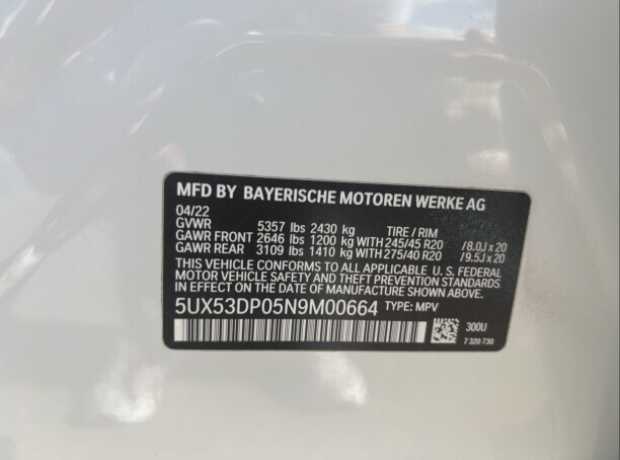 MFD BY BAYERISCHE MOTOREN WERKE AG
04/22
GVWR 5357 lbs 2430 kg TIRE / RIM
GAWR FRONT 2646 lbs 1200 kg WITH 245/45 R20 /8.0J x 20
GAWR REAR 3109 lbs 1410 kg WITH 275/40 R20 /9.5J x 20
THIS VEHICLE CONFORMS TO ALL APPLICABLE U. S. FEDERAL
MOTOR VEHICLE SAFETY AND THEFT PREVENTION STANDARDS
IN EFFECT ON THE DATE OF MANUFACTURE SHOWN ABOVE.
5UX53DP05N9M00664 TYPE: MPV
300U
7 320 730